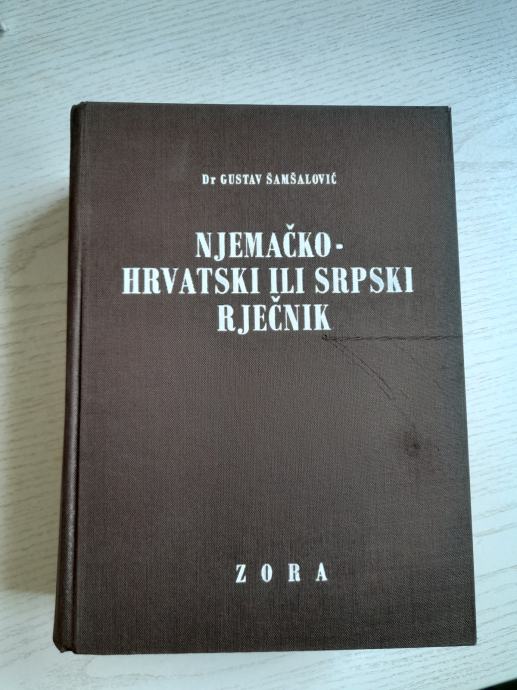 Dr GUSTAV ŠAMŠALOVIĆ
NJEMAČKO-
HRVATSKI ILI SRPSKI
RJEČNIK
ZORA